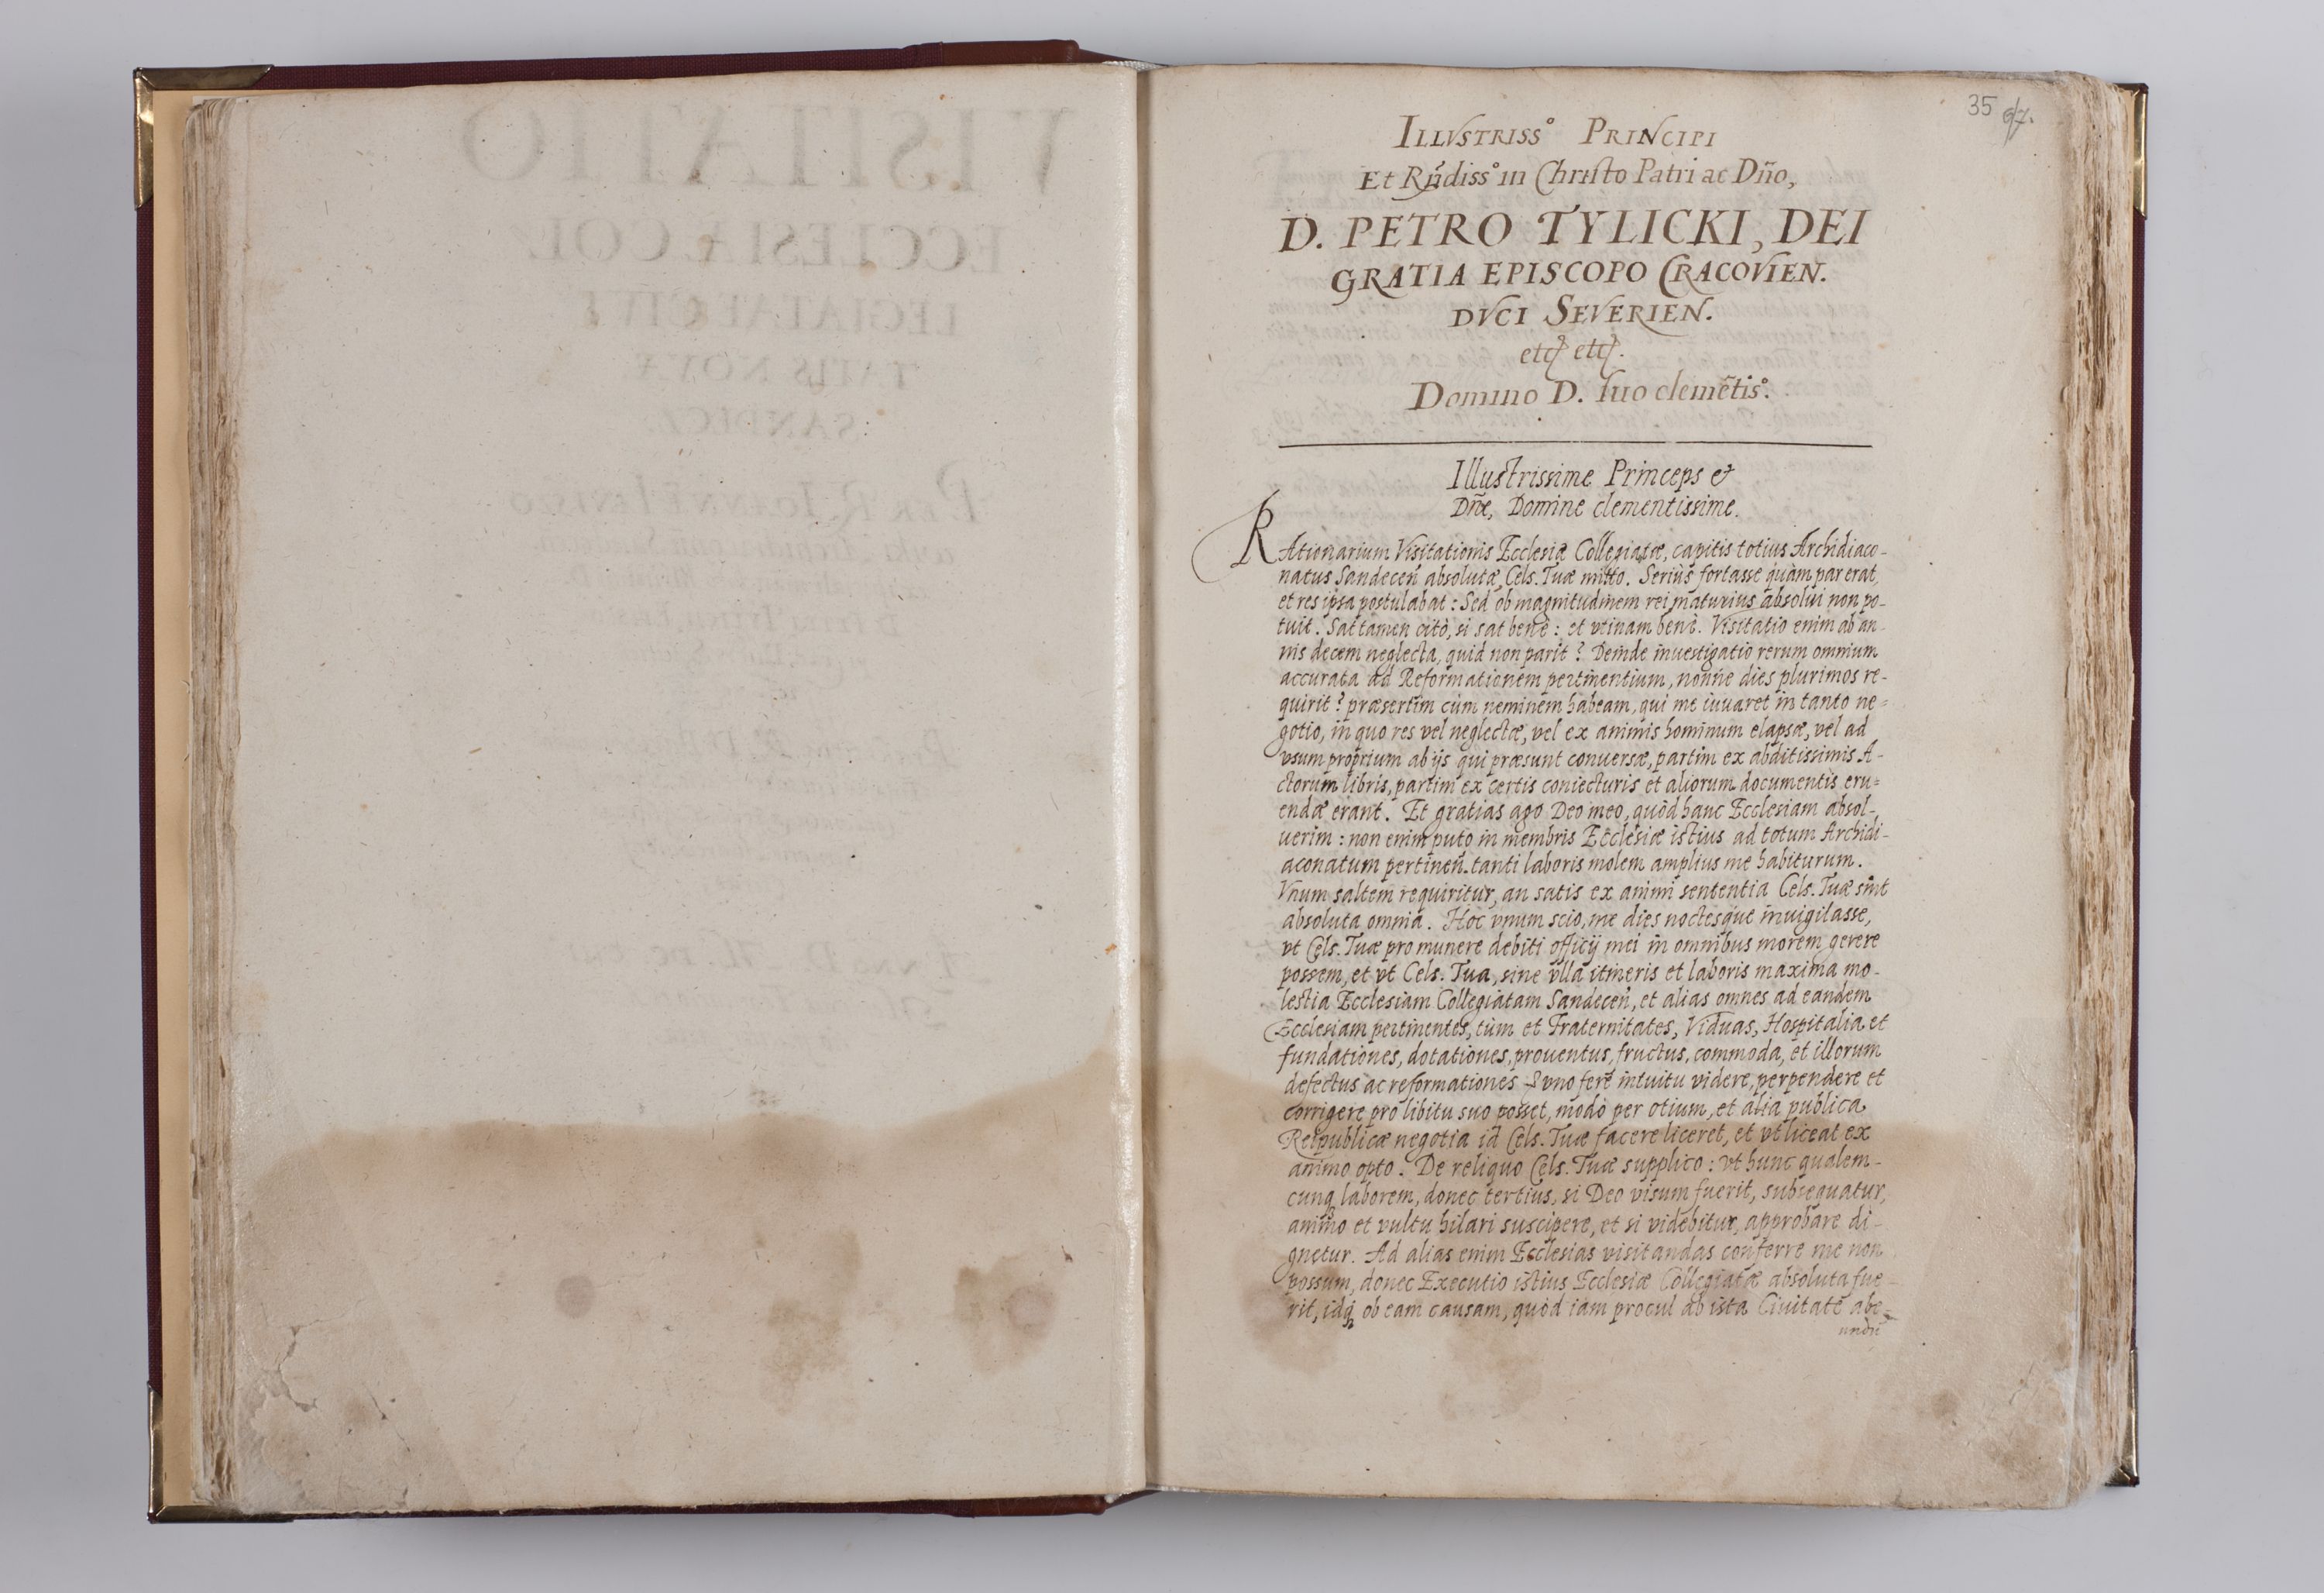 35 67.
ILLVSTRISS° PRINCIPI
Et Rñdiss° in Christo Patri ac Dño,
D. PETRO TYLICKI, DEI
GRATIA EPISCOPO CRACOVIEN.
DVCI SEVERIEN.
etc etc.
Domino D. suo clemẽtis°.
Illustrissime Princeps &
Dñe, Domine clementissime.
RAtionarium Visitationis Ecclesiæ Collegiatæ, capitis totius Archidiaco-
natus Sandeceñ absolutæ, Cels. Tuæ mitto. Seriùs fortasse quàm par erat,
et res ipsa postulabat: Sed ob magnitudinem rei maturius absolui non po-
tuit. Sat tamen citò, si sat benè: et vtinam benè. Visitatio enim ab an-
nis decem neglecta, quid non parit? Deinde inuestigatio rerum omnium
accurata ad Reformationem pertinentium, nonne dies plurimos re-
quirit? præsertim cùm neminem habeam, qui me iuuaret in tanto ne=
gotio, in quo res vel neglectæ, vel ex animis hominum elapsæ, vel ad
vsum proprium ab ijs qui præsunt conuersæ, partim ex abditissimis A-
ctorum libris, partim ex certis coniecturis et aliorum documentis eru=
endæ erant. Et gratias ago Deo meo, quòd hanc Ecclesiam absol-
uerim: non enim puto in membris Ecclesiæ istius ad totum Archidi-
aconatum pertineñ. tanti laboris molem amplius me habiturum.
Vnum saltem requiritur, an satis ex animi sententia Cels. Tuæ sint
absoluta omnia. Hoc vnum scio, me dies noctesque inuigilasse,
vt Cels. Tuæ pro munere debiti officij mei in omnibus morem gerere
possem, et vt Cels. Tua, sine vlla itineris et laboris maxima mo-
lestia Ecclesiam Collegiatam Sandeceñ, et alias omnes ad eandem
Ecclesiam pertinentes, tùm et Fraternitates, Viduas, Hospitalia et
fundationes, dotationes, prouentus, fructus, commoda, et illorum
defectus ac reformationes vno ferè intuitu videre, perpendere et
corrigere pro libitu suo posset, modò per otium, et alia publica
Reipublicæ negotia id Cels. Tuæ facere liceret, et vt liceat ex
animo opto. De reliquo Cels. Tuæ supplico: vt hunc qualem-
cunq laborem, donec tertius, si Deo visum fuerit, subsequatur,
animo et vultu hilari suscipere, et si videbitur, approbare di-
gnetur. Ad alias enim Ecclesias visitandas conferre me non
possum, donec Executio istius Ecclesiæ Collegiatæ absoluta fue-
rit, idq ob eam causam, quòd iam procul ab ista Ciuitate abe-
undũ
VISITATIO
ECCLESIÆ COL
LEGIATAE CIVI
TATIS NOVÆ
SANDECZ